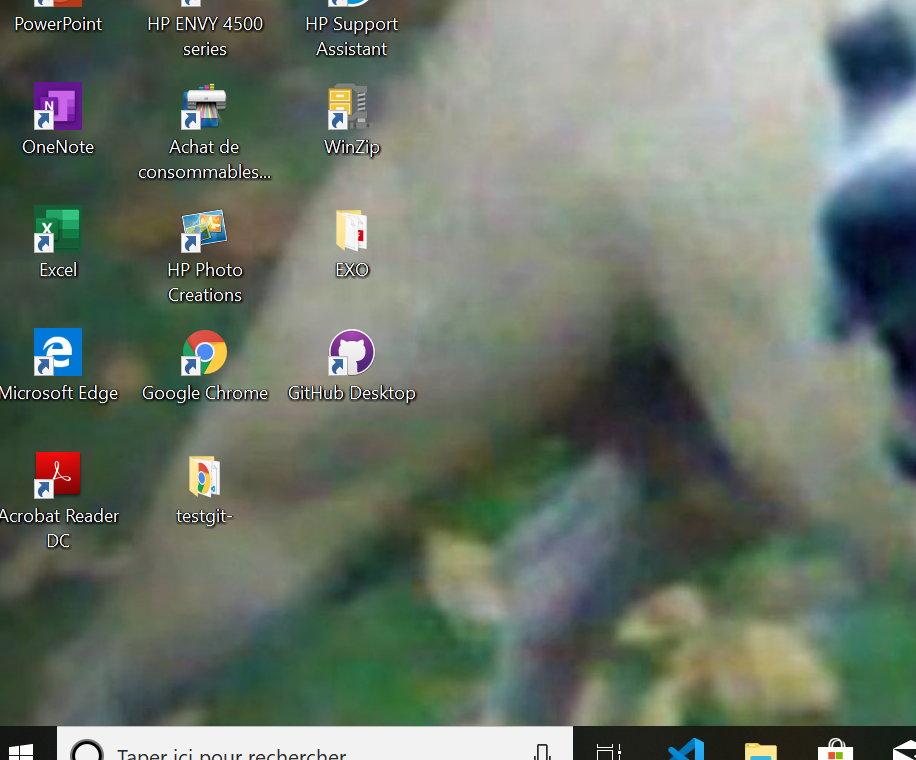 PowerPoint
HP ENVY 4500
series
HP Support
Assistant
OneNote
Achat de
consommables...
WinZip
Excel
HP Photo
Creations
EXO
Microsoft Edge
Google Chrome
GitHub Desktop
Acrobat Reader
DC
testgit-
Taper ici pour rechercher